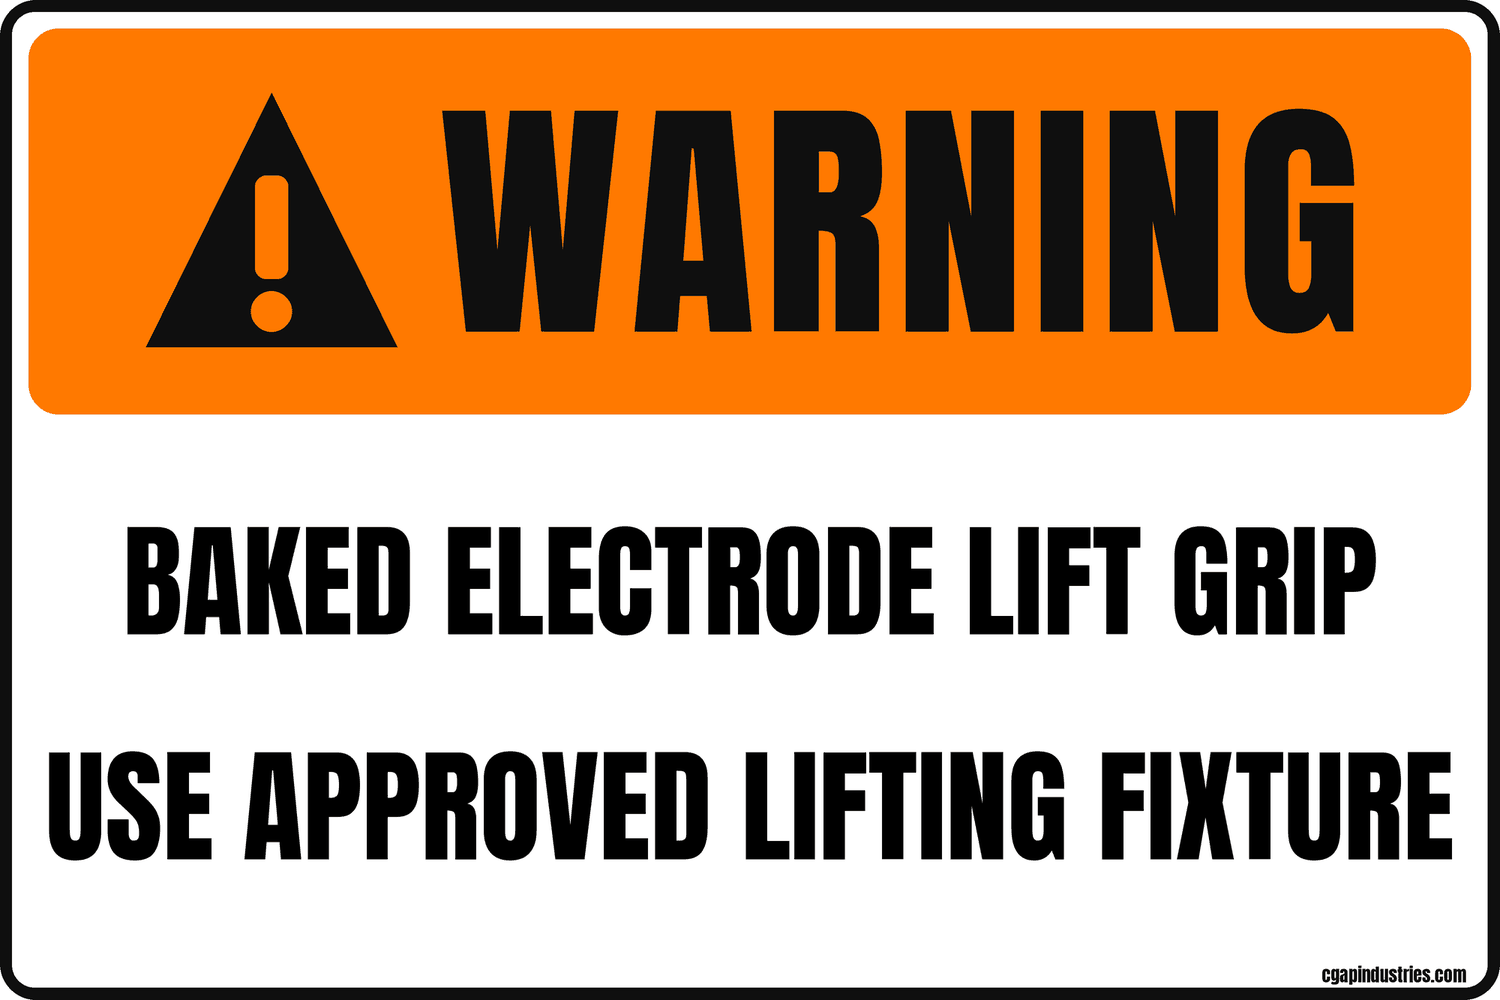 WARNING
BAKED ELECTRODE LIFT GRIP
USE APPROVED LIFTING FIXTURE
cgapindustries.com